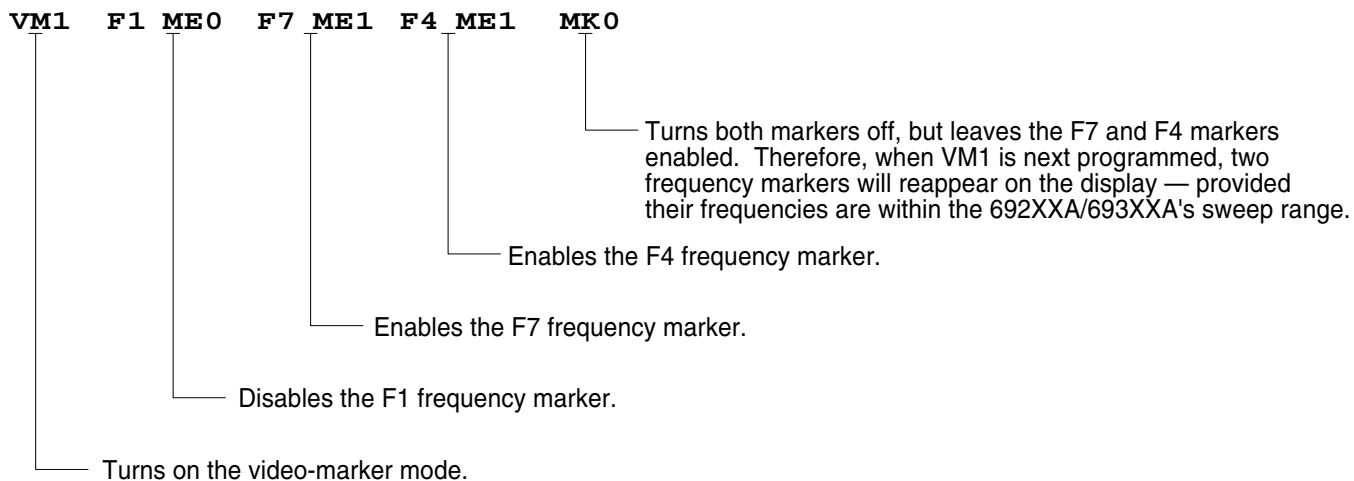 VM1 F1 ME0 F7 ME1 F4 ME1 MK0
Turns both markers off, but leaves the F7 and F4 markers
enabled. Therefore, when VM1 is next programmed, two
frequency markers will reappear on the display — provided
their frequencies are within the 692XXA/693XXA's sweep range.
Enables the F4 frequency marker.
Enables the F7 frequency marker.
Disables the F1 frequency marker.
Turns on the video-marker mode.